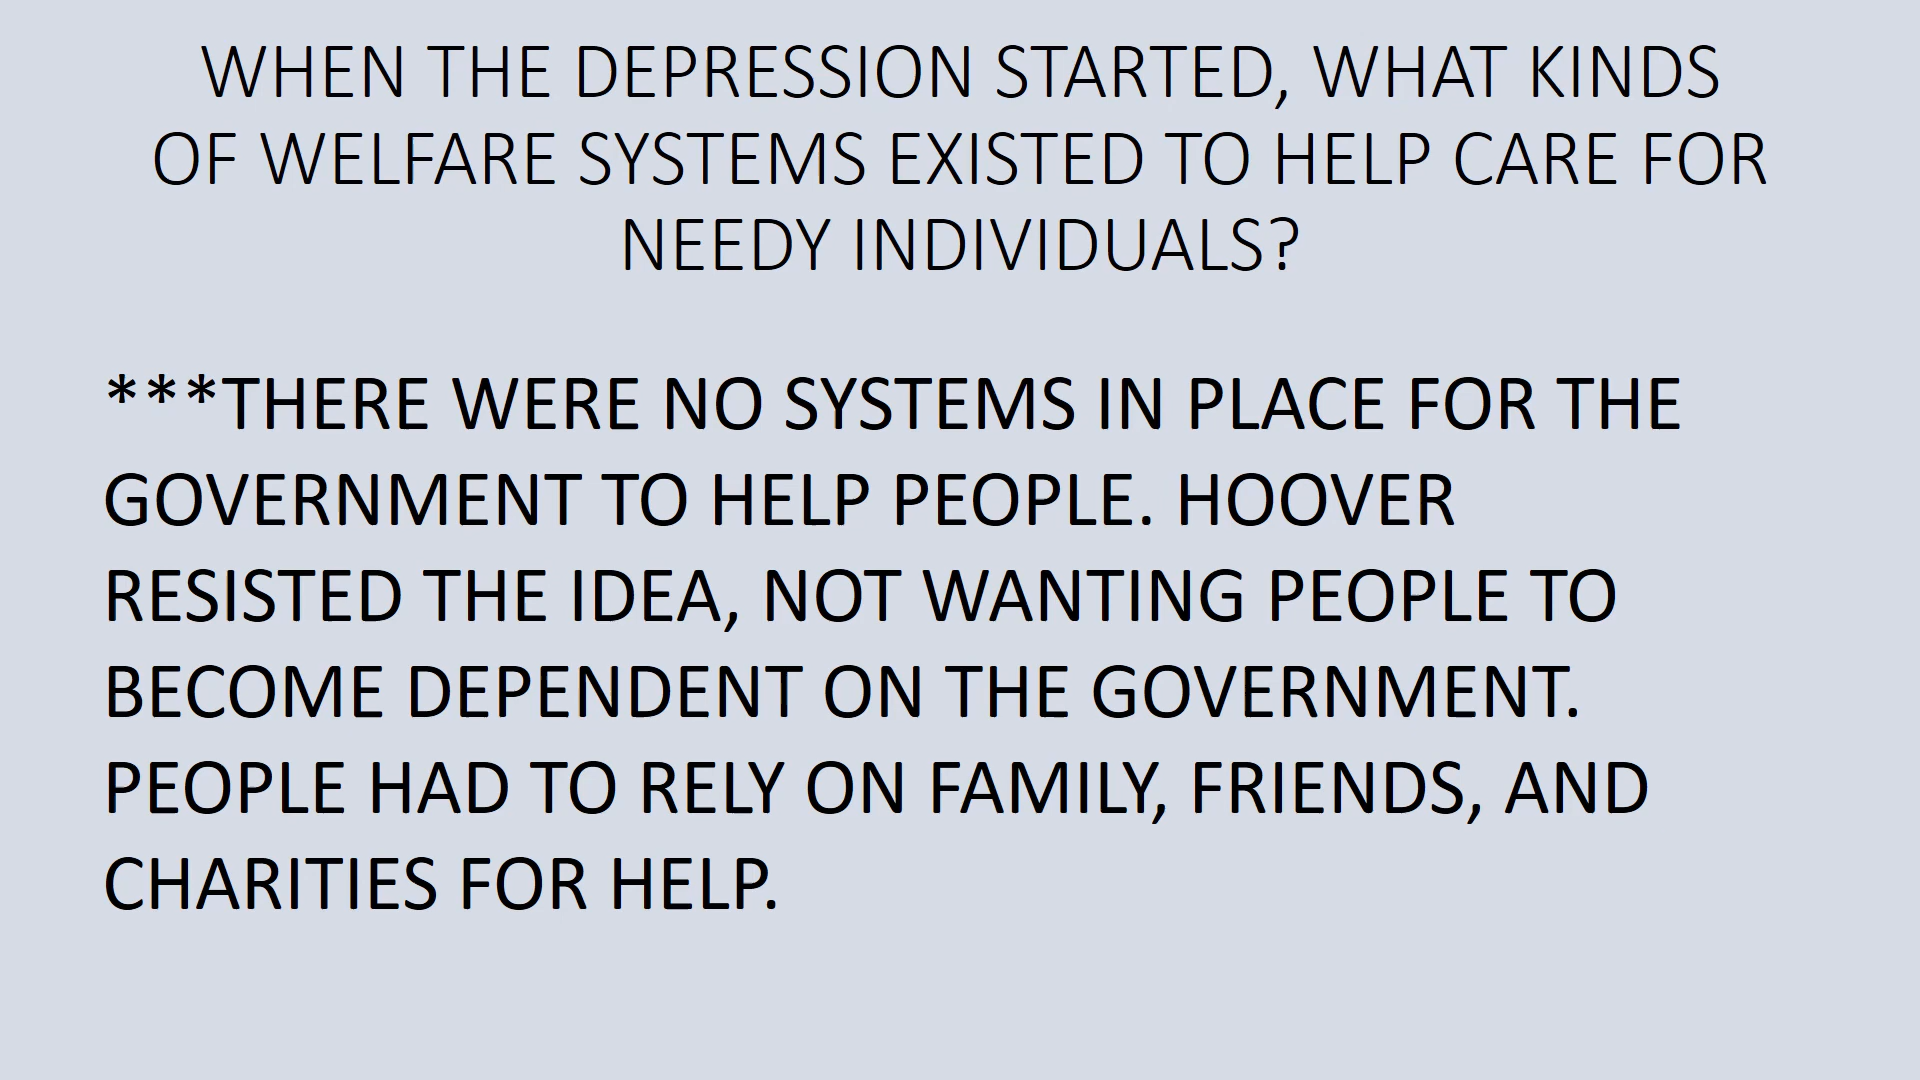 WHEN THE DEPRESSION STARTED, WHAT KINDS
OF WELFARE SYSTEMS EXISTED TO HELP CARE FOR
NEEDY INDIVIDUALS?
***THERE WERE NO SYSTEMS IN PLACE FOR THE
GOVERNMENT TO HELP PEOPLE. HOOVER
RESISTED THE IDEA, NOT WANTING PEOPLE TO
BECOME DEPENDENT ON THE GOVERNMENT.
PEOPLE HAD TO RELY ON FAMILY, FRIENDS, AND
CHARITIES FOR HELP.